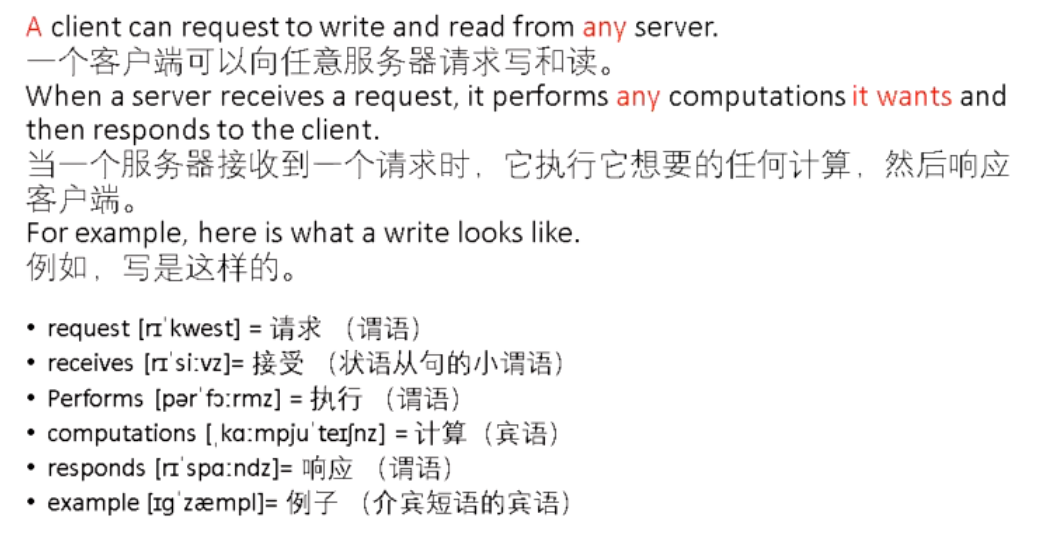 A client can request to write and read from any server.
一个客户端可以向任意服务器请求写和读。
When a server receives a request, it performs any computations it wants and
then responds to the client.
当一个服务器接收到一个请求时，它执行它想要的任何计算，然后响应
客户端。
For example, here is what a write looks like.
例如，写是这样的。
• request [rɪˈkwest] = 请求 （谓语）
• receives [rɪˈsiːvz]= 接受 （状语从句的小谓语）
• Performs [pərˈfɔːrmz] = 执行 （谓语）
• computations [ˌkɑːmpjuˈteɪʃnz] = 计算（宾语）
• responds [rɪˈspɑːndz]= 响应 （谓语）
• example [ɪɡˈzæmpl]= 例子 （介宾短语的宾语）